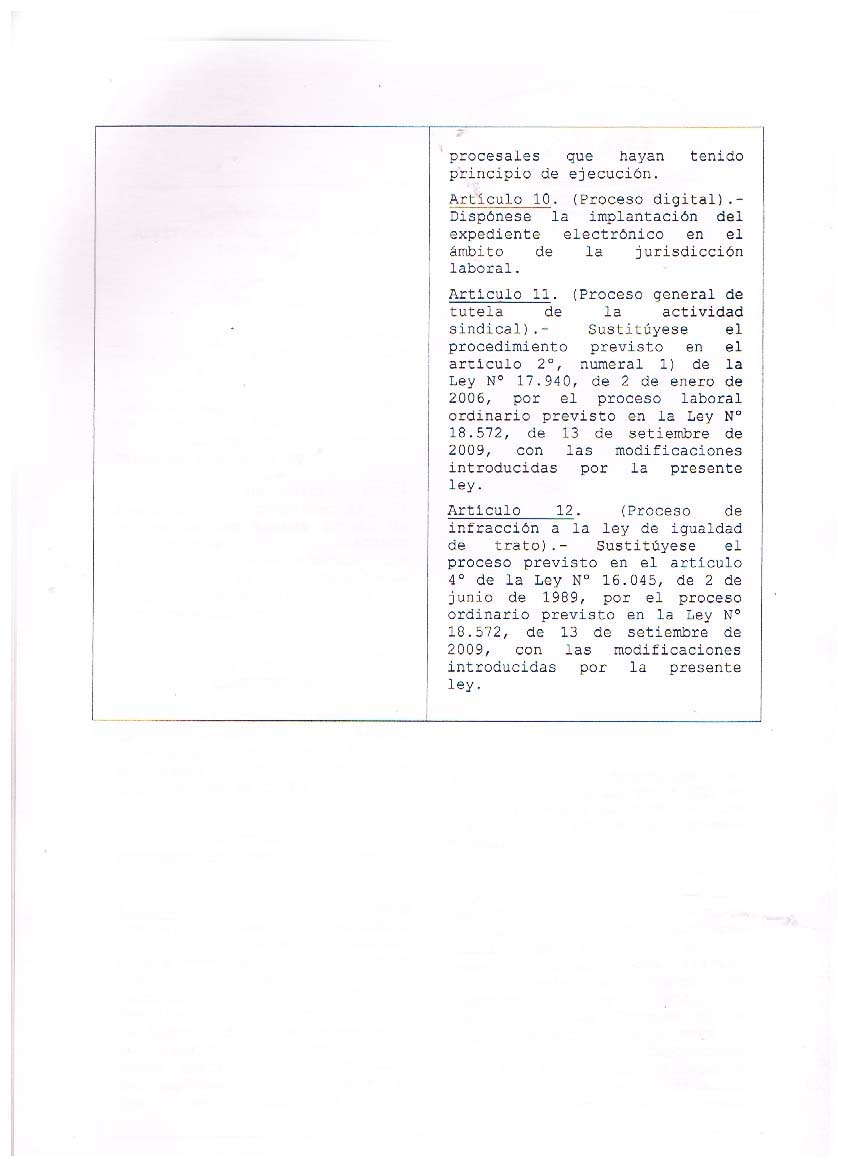 procesales que hayan tenido
principio de ejecución.
Artículo 10. (Proceso digital).-
Dispónese la implantación del
expediente electrónico en el
ámbito de la jurisdicción
laboral.
Artículo 11. (Proceso general de
tutela de la actividad
sindical).- Sustitúyese el
procedimiento previsto en el
artículo 2°, numeral 1) de la
Ley N° 17.940, de 2 de enero de
2006, por el proceso laboral
ordinario previsto en la Ley N°
18.572, de 13 de setiembre de
2009, con las modificaciones
introducidas por la presente
ley.
Artículo 12. (Proceso de
infracción a la ley de igualdad
de trato).- Sustitúyese el
proceso previsto en el artículo
4° de la Ley N° 16.045, de 2 de
junio de 1989, por el proceso
ordinario previsto en la Ley N°
18.572, de 13 de setiembre de
2009, con las modificaciones
introducidas por la presente
ley.